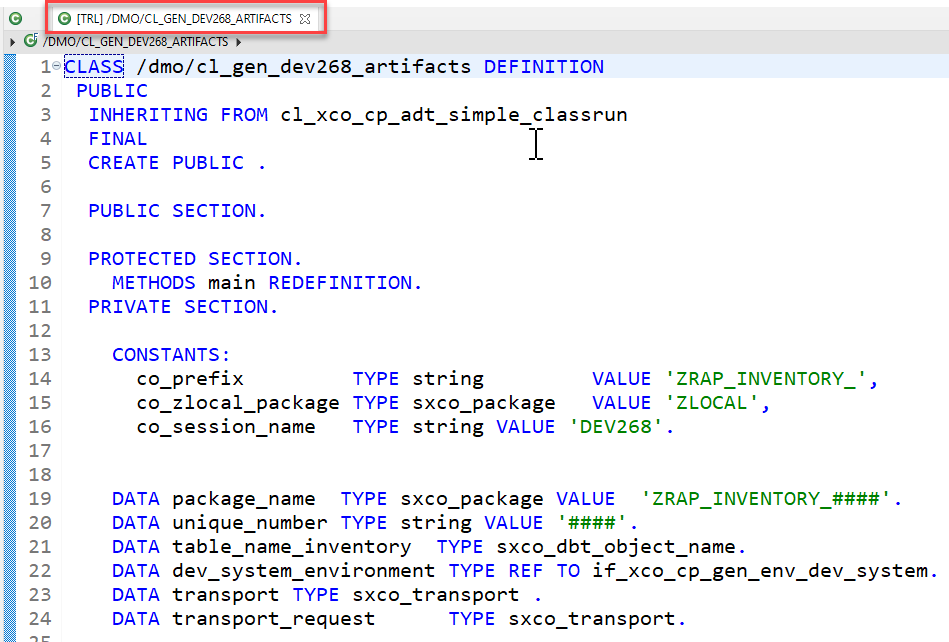 [TRL] /DMO/CL_GEN_DEV268_ARTIFACTS
/DMO/CL_GEN_DEV268_ARTIFACTS
1 CLASS /dmo/cl_gen_dev268_artifacts DEFINITION
2 PUBLIC
3 INHERITING FROM cl_xco_cp_adt_simple_classrun
4 FINAL
5 CREATE PUBLIC .
6
7 PUBLIC SECTION.
8
9 PROTECTED SECTION.
10 METHODS main REDEFINITION.
11 PRIVATE SECTION.
12
13 CONSTANTS:
14 co_prefix TYPE string VALUE 'ZRAP_INVENTORY_',
15 co_zlocal_package TYPE sxco_package VALUE 'ZLOCAL',
16 co_session_name TYPE string VALUE 'DEV268'.
17
18
19 DATA package_name TYPE sxco_package VALUE 'ZRAP_INVENTORY_####'.
20 DATA unique_number TYPE string VALUE '####'.
21 DATA table_name_inventory TYPE sxco_dbt_object_name.
22 DATA dev_system_environment TYPE REF TO if_xco_cp_gen_env_dev_system.
23 DATA transport TYPE sxco_transport .
24 DATA transport_request TYPE sxco_transport.